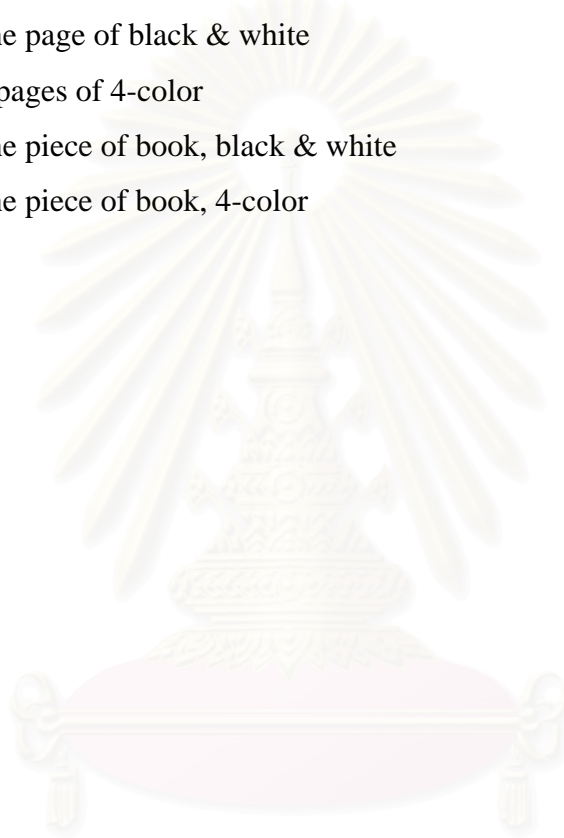 ne page of black & white
pages of 4-color
ne piece of book, black & white
ne piece of book, 4-color